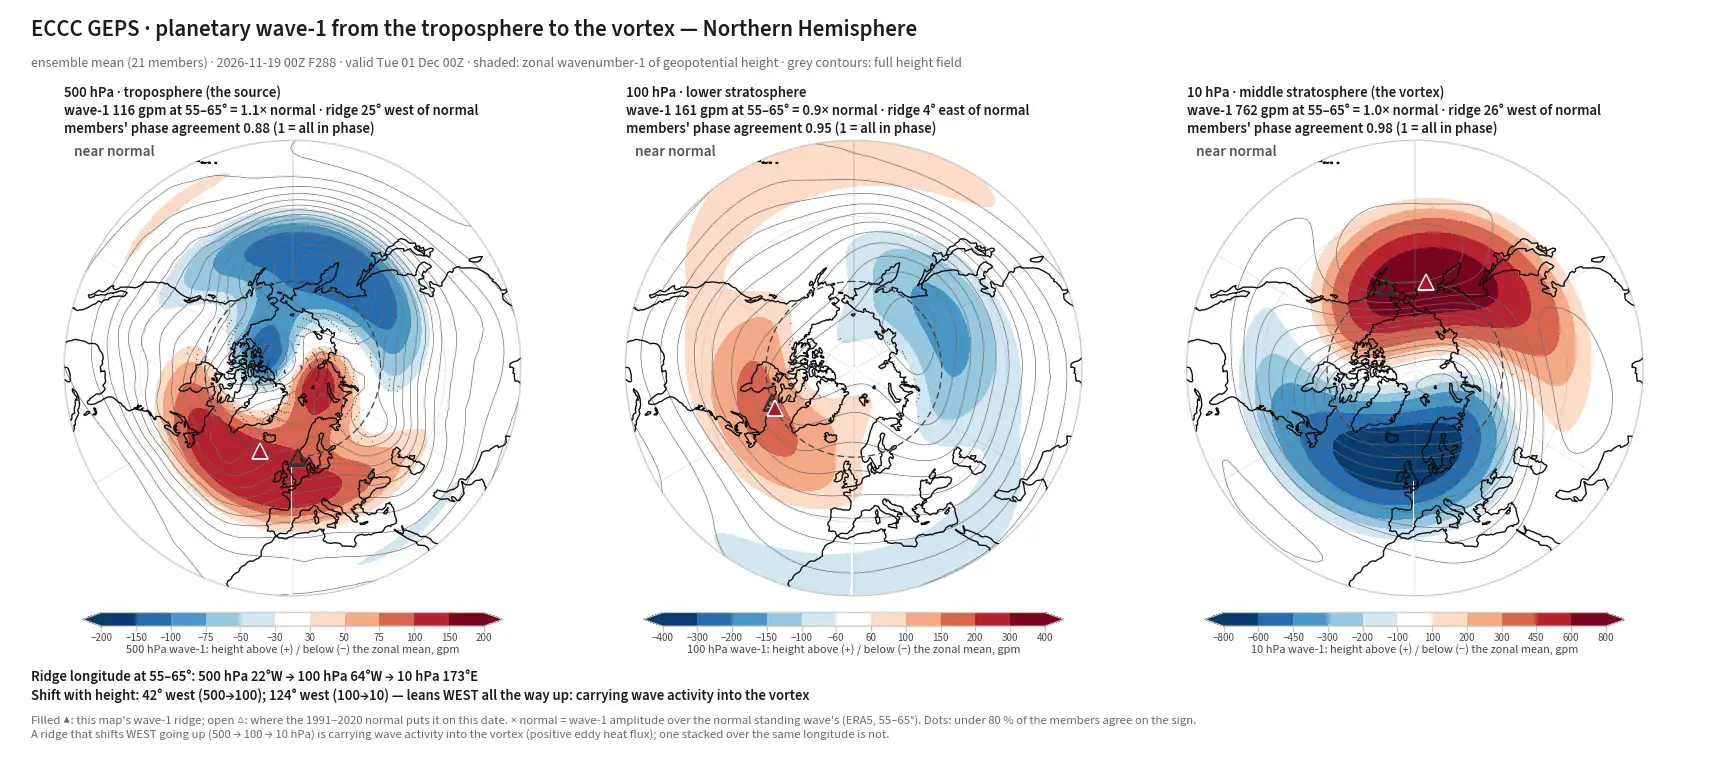 ECCC GEPS · planetary wave-1 from the troposphere to the vortex — Northern Hemisphere
ensemble mean (21 members) · 2026-11-19 00Z F288 · valid Tue 01 Dec 00Z · shaded: zonal wavenumber-1 of geopotential height · grey contours: full height field
500 hPa · troposphere (the source)
wave-1 116 gpm at 55–65° = 1.1× normal · ridge 25° west of normal
members' phase agreement 0.88 (1 = all in phase)
near normal
100 hPa · lower stratosphere
wave-1 161 gpm at 55–65° = 0.9× normal · ridge 4° east of normal
members' phase agreement 0.95 (1 = all in phase)
near normal
10 hPa · middle stratosphere (the vortex)
wave-1 762 gpm at 55–65° = 1.0× normal · ridge 26° west of normal
members' phase agreement 0.98 (1 = all in phase)
near normal
−200 −150 −100 −75 −50 −30 30 50 75 100 150 200
500 hPa wave-1: height above (+) / below (−) the zonal mean, gpm
−400 −300 −200 −150 −100 −60 60 100 150 200 300 400
100 hPa wave-1: height above (+) / below (−) the zonal mean, gpm
−800 −600 −450 −300 −200 −100 100 200 300 450 600 800
10 hPa wave-1: height above (+) / below (−) the zonal mean, gpm
Ridge longitude at 55–65°: 500 hPa 22°W → 100 hPa 64°W → 10 hPa 173°E
Shift with height: 42° west (500→100); 124° west (100→10) — leans WEST all the way up: carrying wave activity into the vortex
Filled ▲: this map's wave-1 ridge; open △: where the 1991–2020 normal puts it on this date. × normal = wave-1 amplitude over the normal standing wave's (ERA5, 55–65°). Dots: under 80 % of the members agree on the sign.
A ridge that shifts WEST going up (500 → 100 → 10 hPa) is carrying wave activity into the vortex (positive eddy heat flux); one stacked over the same longitude is not.